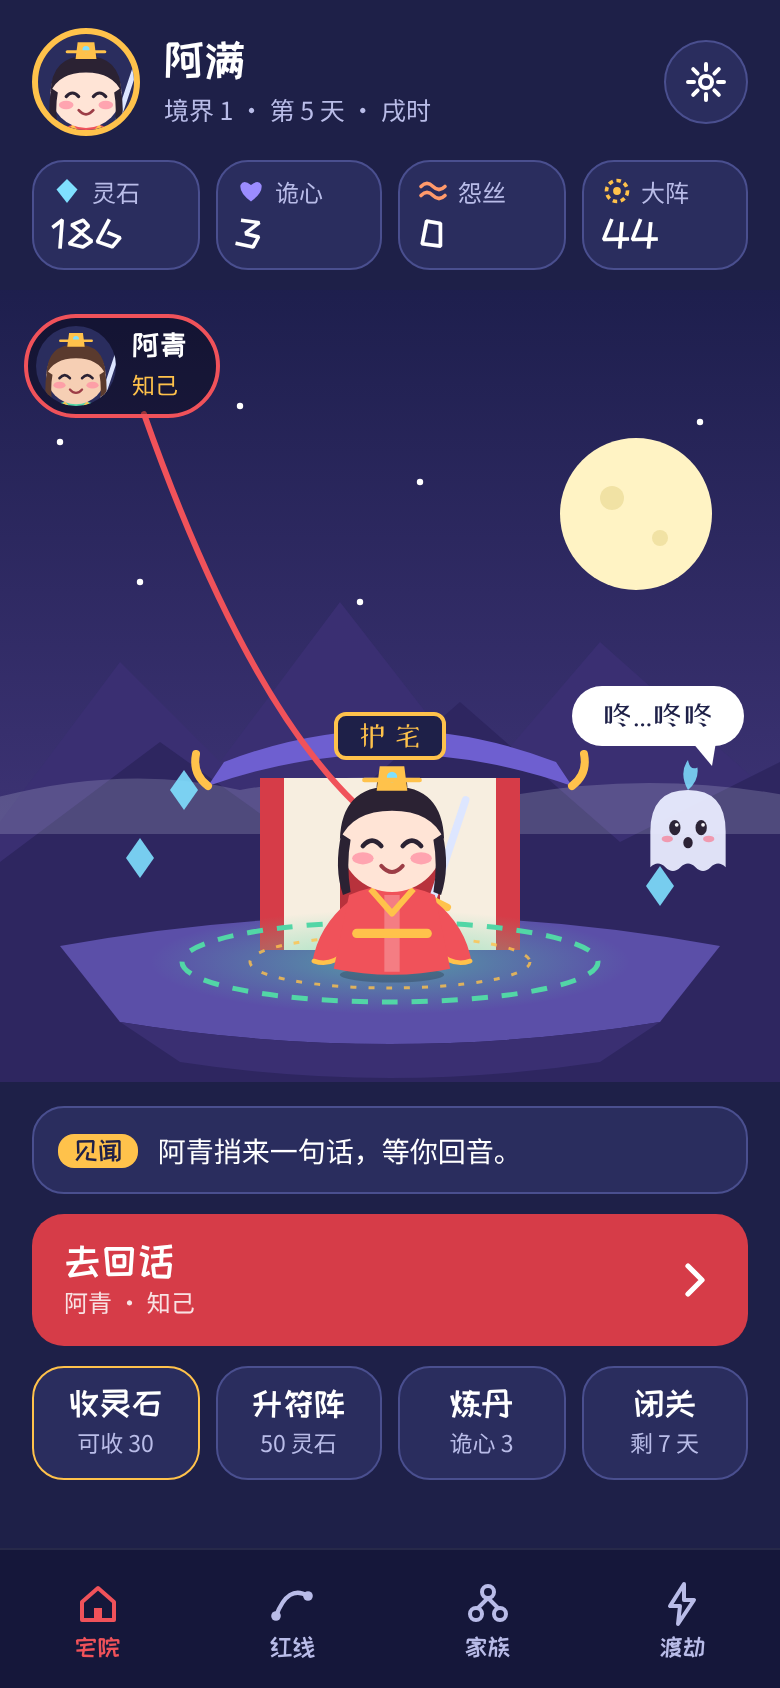 阿满
境界 1 · 第 5 天 · 戌时
灵石
186
诡心
3
怨丝
0
大阵
44
阿青
知己
护宅
咚...咚咚
见闻
阿青捎来一句话，等你回音。
去回话
阿青 · 知己
收灵石
可收 30
升符阵
50 灵石
炼丹
诡心 3
闭关
剩 7 天
宅院
红线
家族
渡劫